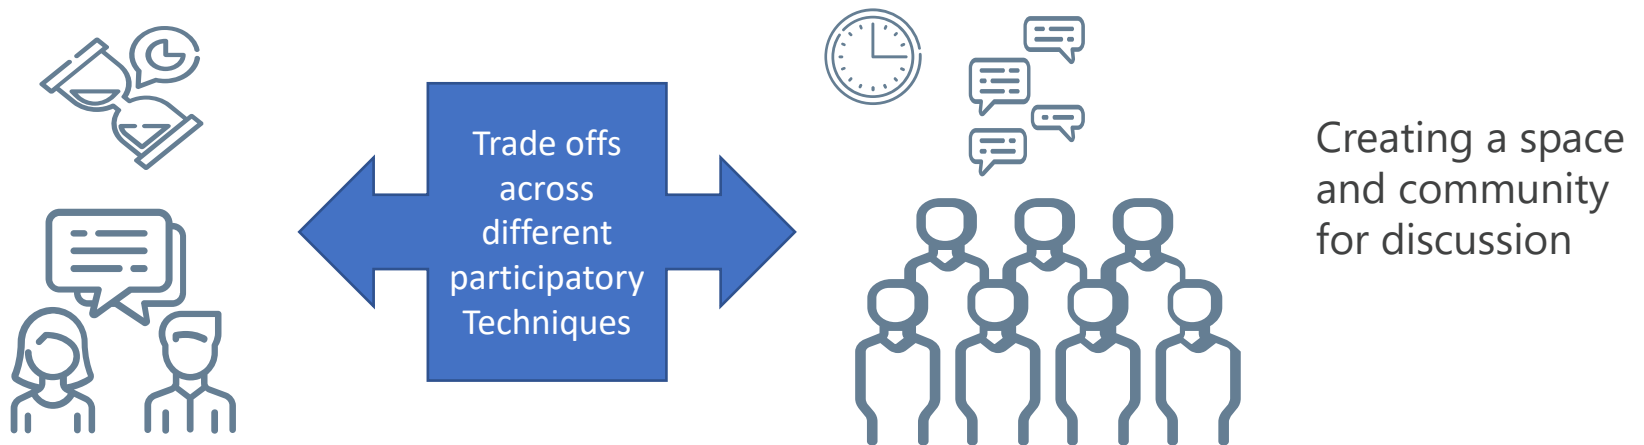 Trade offs
across
different
participatory
Techniques
Creating a space
and community
for discussion